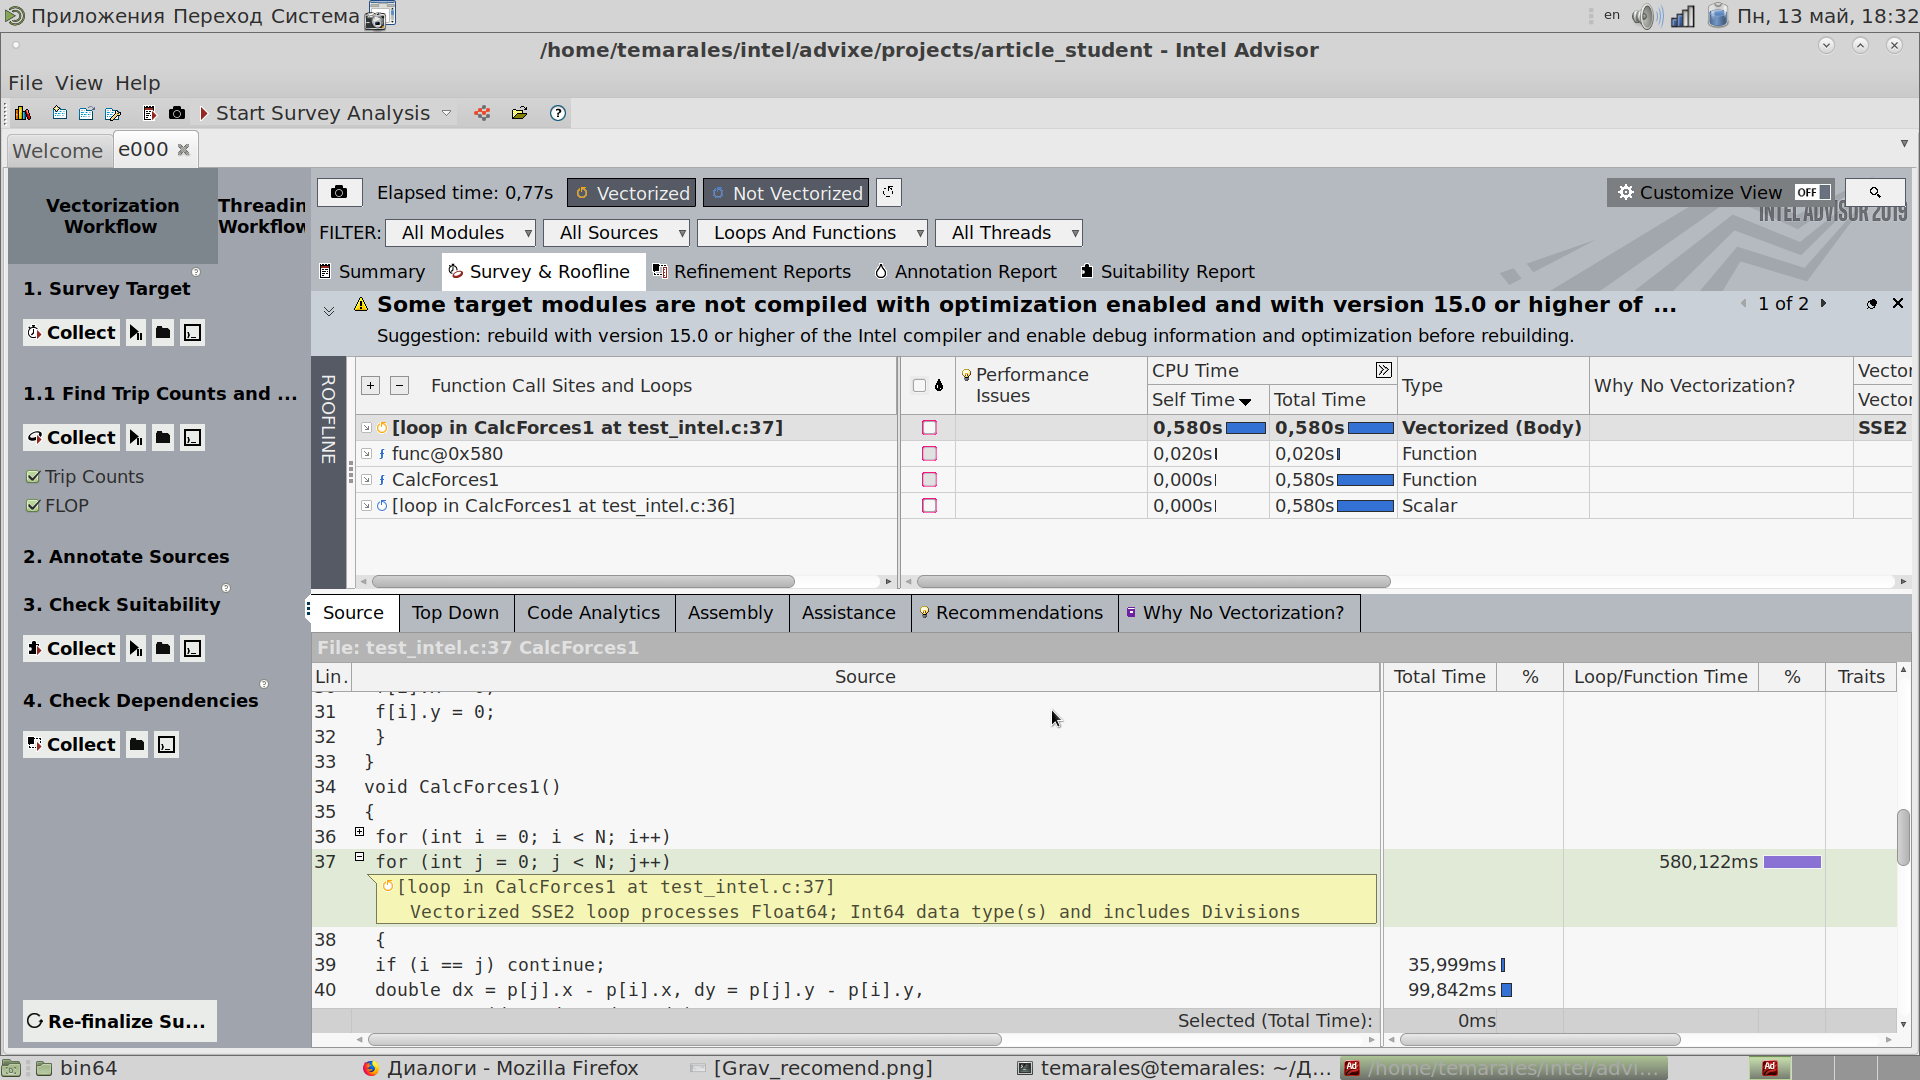 Приложения Переход Система
en
Пн, 13 май, 18:32
/home/temarales/intel/advixe/projects/article_student - Intel Advisor
File View Help
Start Survey Analysis
Welcome
e000
Vectorization
Workflow
Threadin
Workflow
Elapsed time: 0,77s
Vectorized
Not Vectorized
Customize View
OFF
INTEL ADVISOR 2019
FILTER:
All Modules
All Sources
Loops And Functions
All Threads
Summary
Survey & Roofline
Refinement Reports
Annotation Report
Suitability Report
1. Survey Target
Collect
1.1 Find Trip Counts and ...
Collect
Trip Counts
FLOP
2. Annotate Sources
3. Check Suitability
Collect
4. Check Dependencies
Collect
Re-finalize Su...
Some target modules are not compiled with optimization enabled and with version 15.0 or higher of ...
1 of 2
Suggestion: rebuild with version 15.0 or higher of the Intel compiler and enable debug information and optimization before rebuilding.
ROOFLINE
Function Call Sites and Loops
Performance
Issues
CPU Time
Self Time
Total Time
Type
Why No Vectorization?
Vector
Vector
[loop in CalcForces1 at test_intel.c:37] 0,580s 0,580s Vectorized (Body) SSE2
func@0x580 0,020s 0,020s Function
CalcForces1 0,000s 0,580s Function
[loop in CalcForces1 at test_intel.c:36] 0,000s 0,580s Scalar
Source
Top Down
Code Analytics
Assembly
Assistance
Recommendations
Why No Vectorization?
File: test_intel.c:37 CalcForces1
Lin. Source Total Time % Loop/Function Time % Traits
31 f[i].y = 0;
32 }
33 }
34 void CalcForces1()
35 {
36 for (int i = 0; i < N; i++)
37 for (int j = 0; j < N; j++) 580,122ms
[loop in CalcForces1 at test_intel.c:37]
Vectorized SSE2 loop processes Float64; Int64 data type(s) and includes Divisions
38 {
39 if (i == j) continue; 35,999ms
40 double dx = p[j].x - p[i].x, dy = p[j].y - p[i].y, 99,842ms
Selected (Total Time): 0ms
bin64
Диалоги - Mozilla Firefox
[Grav_recomend.png]
temarales@temarales: ~/Д...
/home/temarales/intel/advi...